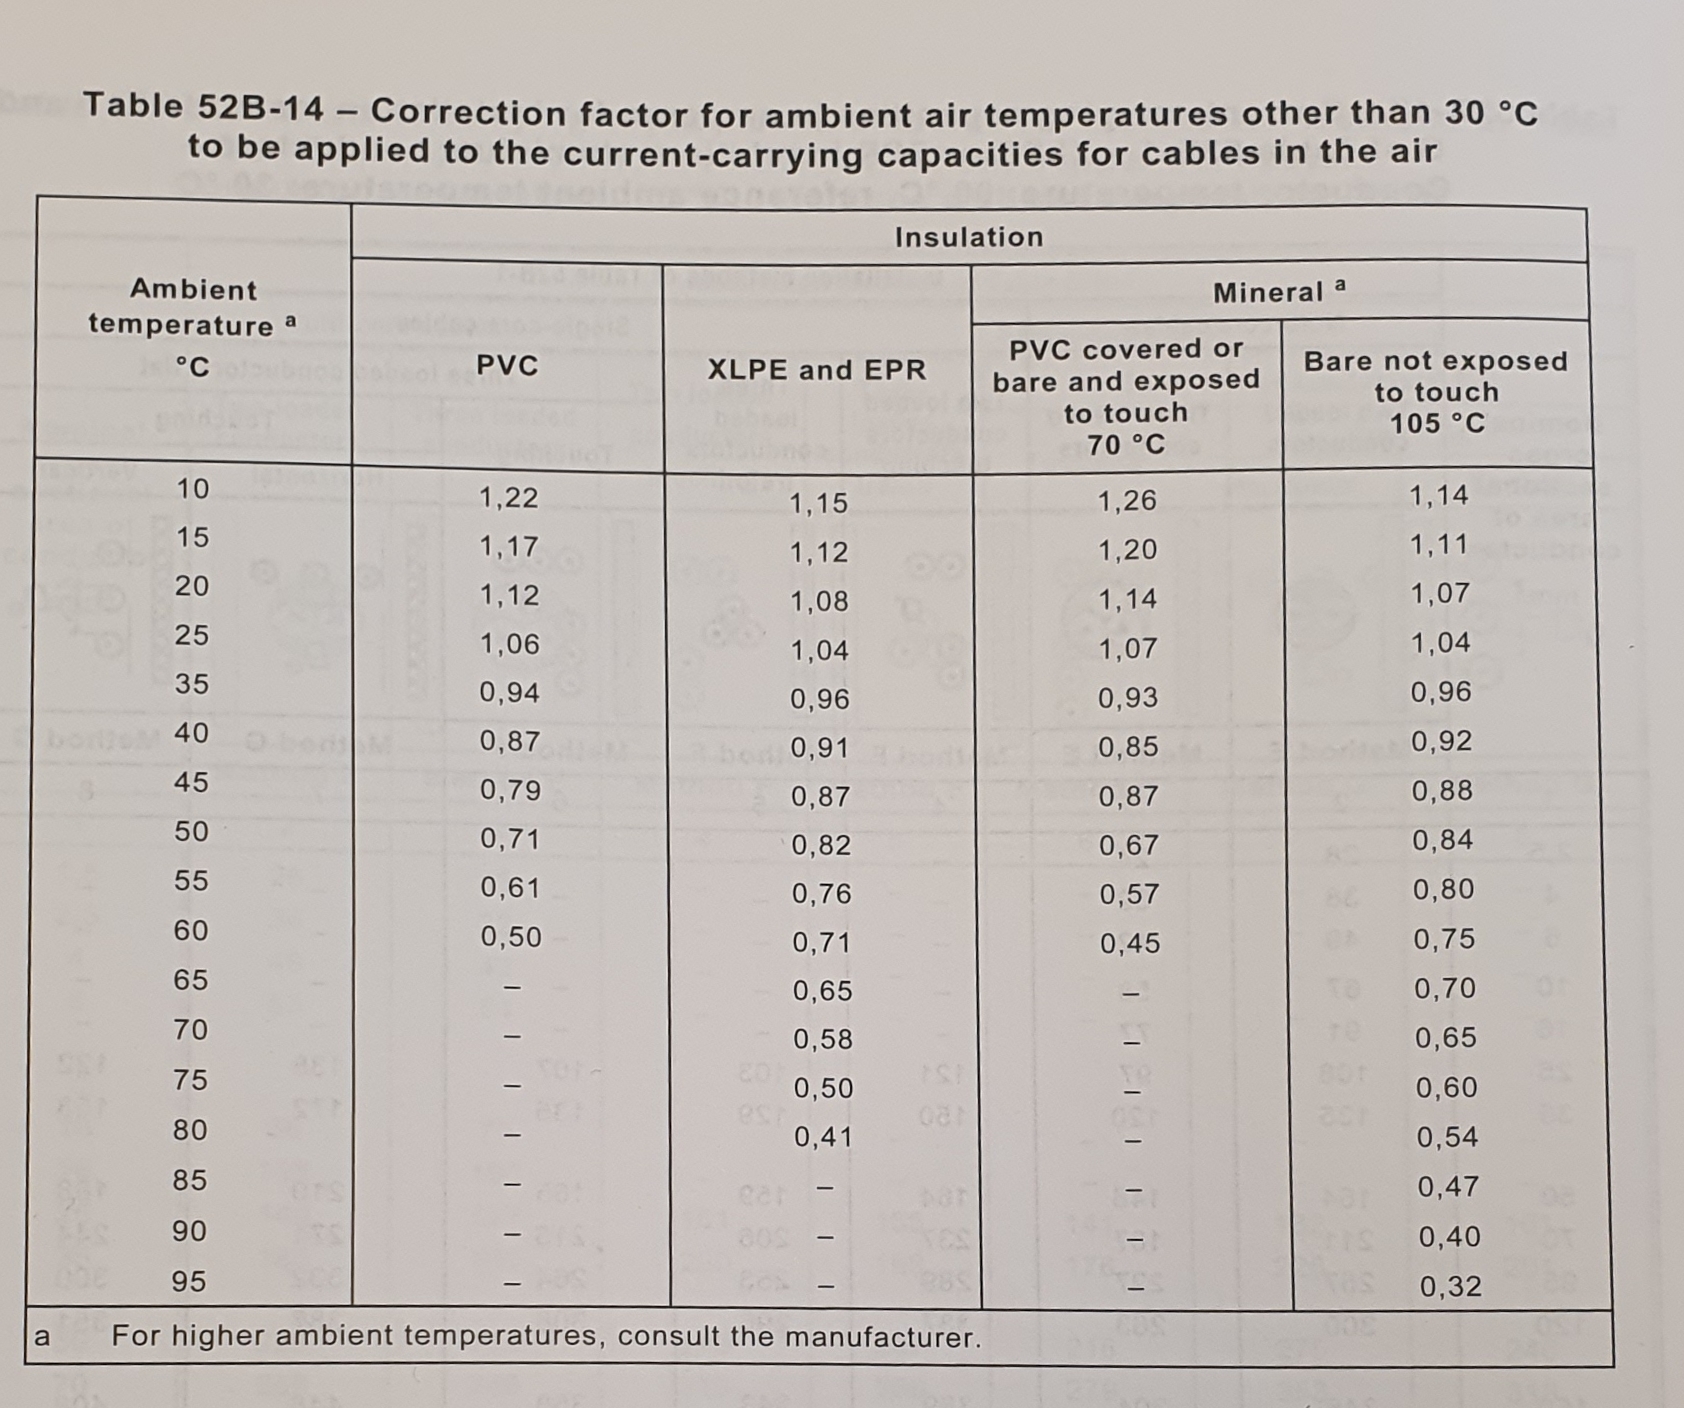 Table 52B-14 – Correction factor for ambient air temperatures other than 30 °C
to be applied to the current-carrying capacities for cables in the air
Ambient
temperature a
°C
Insulation
PVC
XLPE and EPR
Mineral a
PVC covered or
bare and exposed
to touch
70 °C
Bare not exposed
to touch
105 °C
10 1,22 1,15 1,26 1,14
15 1,17 1,12 1,20 1,11
20 1,12 1,08 1,14 1,07
25 1,06 1,04 1,07 1,04
35 0,94 0,96 0,93 0,96
40 0,87 0,91 0,85 0,92
45 0,79 0,87 0,87 0,88
50 0,71 0,82 0,67 0,84
55 0,61 0,76 0,57 0,80
60 0,50 0,71 0,45 0,75
65 – 0,65 – 0,70
70 – 0,58 – 0,65
75 – 0,50 – 0,60
80 – 0,41 – 0,54
85 – – – 0,47
90 – – – 0,40
95 – – – 0,32
a For higher ambient temperatures, consult the manufacturer.